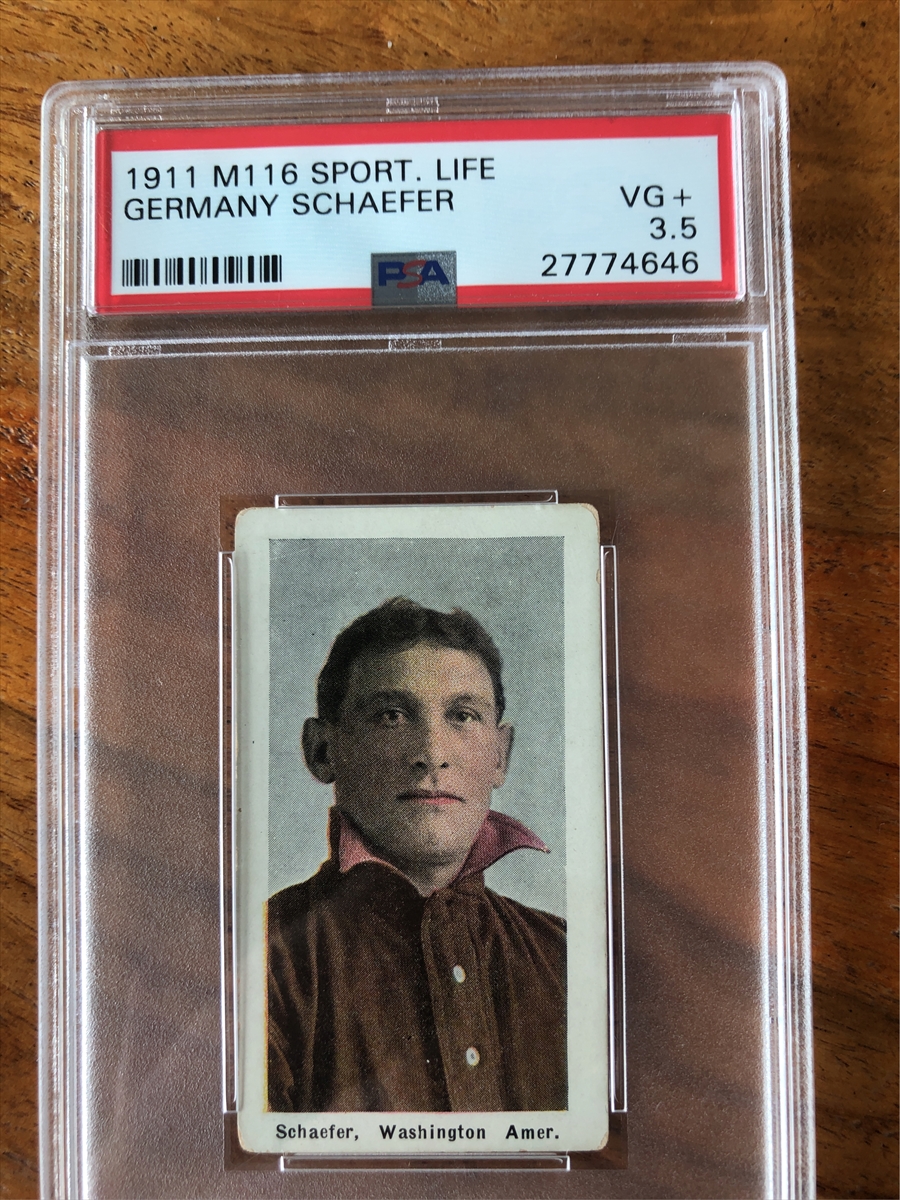 1911 M116 SPORT. LIFE
GERMANY SCHAEFER
VG+
3.5
PSA
27774646
Schaefer, Washington Amer.